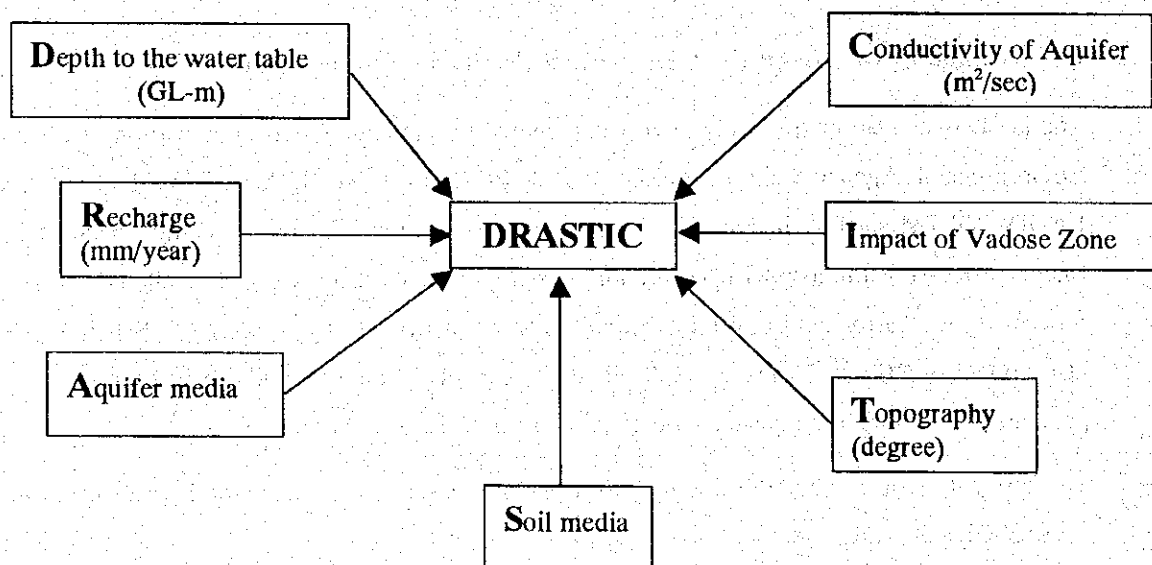 Depth to the water table
(GL-m)
Recharge
(mm/year)
Aquifer media
Soil media
DRASTIC
Conductivity of Aquifer
(m²/sec)
Impact of Vadose Zone
Topography
(degree)